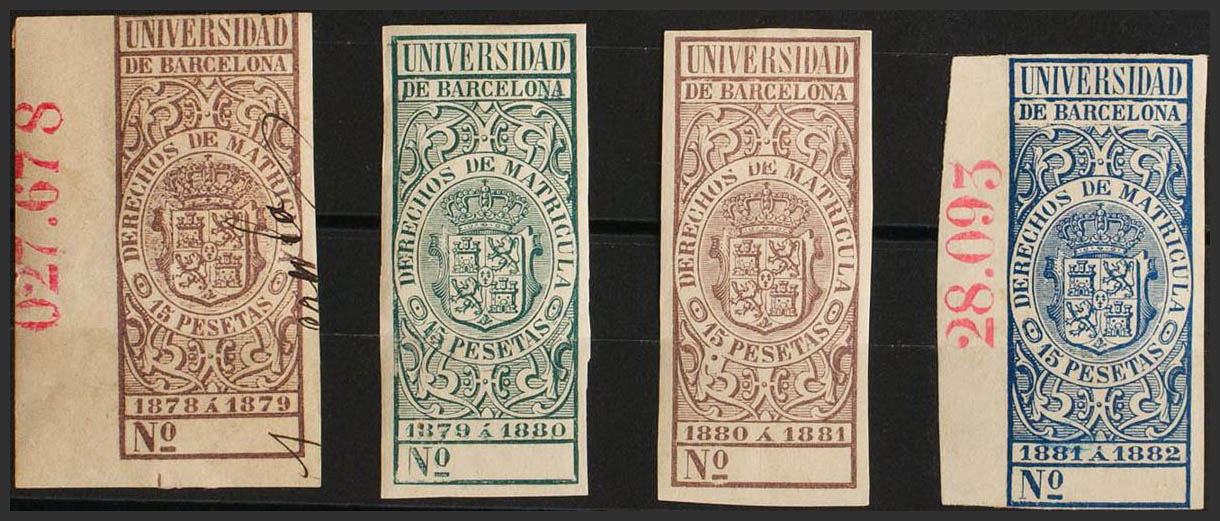 027.678
UNIVERSIDAD
DE BARCELONA
DERECHOS DE MATRICULA
15 PESETAS
1878 Á 1879
Nº
UNIVERSIDAD
DE BARCELONA
DERECHOS DE MATRICULA
15 PESETAS
1879 Á 1880
Nº
UNIVERSIDAD
DE BARCELONA
DERECHOS DE MATRICULA
15 PESETAS
1880 Á 1881
Nº
28.093
UNIVERSIDAD
DE BARCELONA
DERECHOS DE MATRICULA
15 PESETAS
1881 Á 1882
Nº